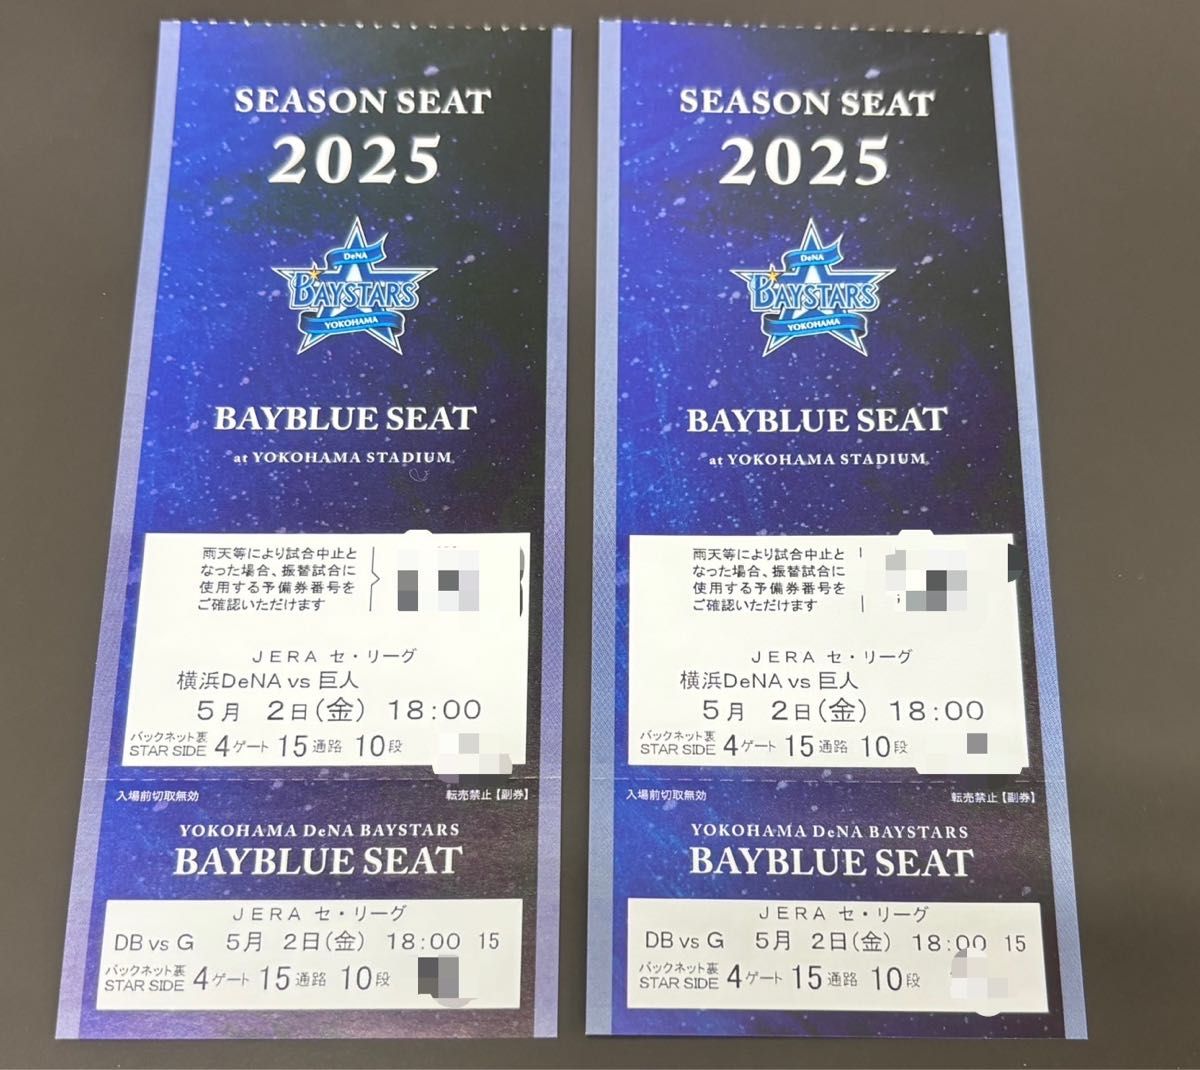 SEASON SEAT
2025
DeNA
BAYSTARS
YOKOHAMA
BAYBLUE SEAT
at YOKOHAMA STADIUM
雨天等により試合中止と
なった場合、振替試合に
使用する予備券番号を
ご確認いただけます
JERA セ・リーグ
横浜DeNA vs 巨人
5月 2日(金) 18:00
バックネット裏
STAR SIDE 4ゲート 15通路 10段
入場前切取無効 転売禁止【副券】
YOKOHAMA DeNA BAYSTARS
BAYBLUE SEAT
JERA セ・リーグ
DB vs G 5月 2日(金) 18:00 15
バックネット裏
STAR SIDE 4ゲート 15通路 10段
SEASON SEAT
2025
DeNA
BAYSTARS
YOKOHAMA
BAYBLUE SEAT
at YOKOHAMA STADIUM
雨天等により試合中止と
なった場合、振替試合に
使用する予備券番号を
ご確認いただけます
JERA セ・リーグ
横浜DeNA vs 巨人
5月 2日(金) 18:00
バックネット裏
STAR SIDE 4ゲート 15通路 10段
入場前切取無効 転売禁止【副券】
YOKOHAMA DeNA BAYSTARS
BAYBLUE SEAT
JERA セ・リーグ
DB vs G 5月 2日(金) 18:00 15
バックネット裏
STAR SIDE 4ゲート 15通路 10段